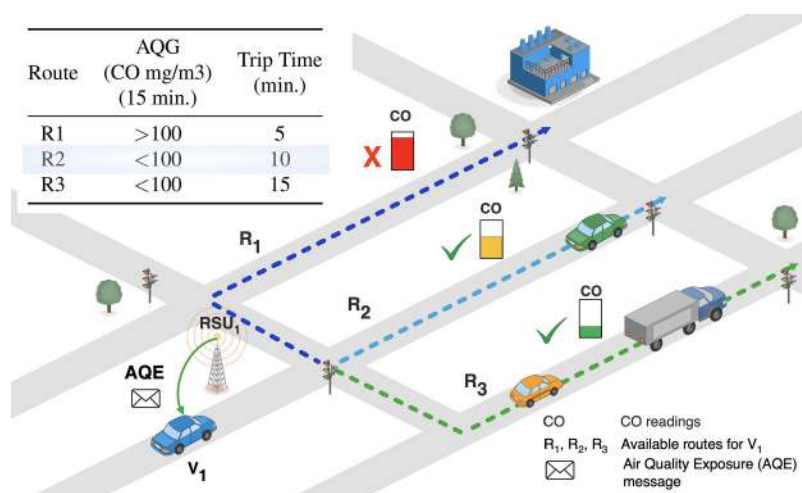 AQG
Route (CO mg/m3) Trip Time
(15 min.) (min.)
R1 >100 5
R2 <100 10
R3 <100 15
CO
X
CO
R1
CO
R2
RSU1
AQE
R3
V1
CO CO readings
R1, R2, R3 Available routes for V1
Air Quality Exposure (AQE)
message